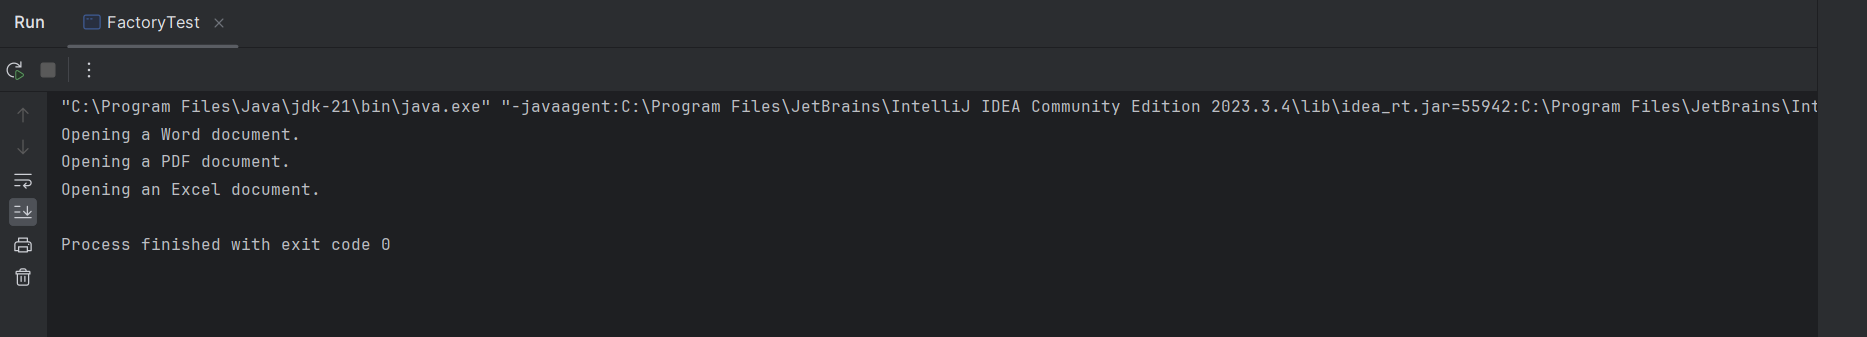 Run FactoryTest
"C:\Program Files\Java\jdk-21\bin\java.exe" "-javaagent:C:\Program Files\JetBrains\IntelliJ IDEA Community Edition 2023.3.4\lib\idea_rt.jar=55942:C:\Program Files\JetBrains\Int
Opening a Word document.
Opening a PDF document.
Opening an Excel document.
Process finished with exit code 0